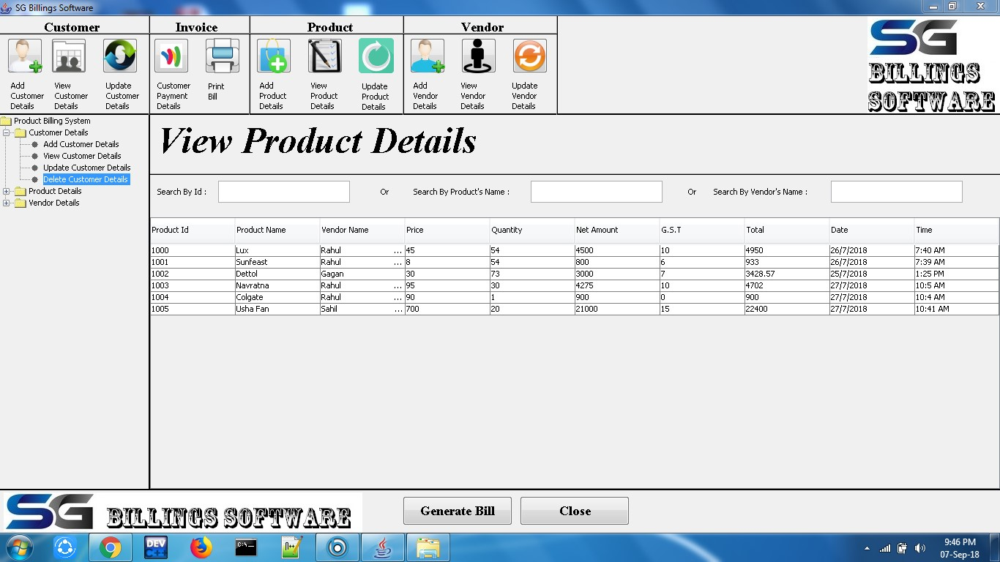 SG Billings Software
Customer Invoice Product Vendor
Add Customer Details
View Customer Details
Update Customer Details
Customer Payment Details
Print Bill
Add Product Details
View Product Details
Update Product Details
Add Vendor Details
View Vendor Details
Update Vendor Details
SG
BILLINGS
SOFTWARE
Product Billing System
Customer Details
Add Customer Details
View Customer Details
Update Customer Details
Delete Customer Details
Product Details
Vendor Details
View Product Details
Search By Id : Or Search By Product's Name : Or Search By Vendor's Name :
Product Id Product Name Vendor Name Price Quantity Net Amount G.S.T Total Date Time
1000 Lux Rahul ... 45 54 4500 10 4950 26/7/2018 7:40 AM
1001 Sunfeast Rahul ... 8 54 800 6 933 26/7/2018 7:39 AM
1002 Dettol Gagan 30 73 3000 7 3428.57 25/7/2018 1:25 PM
1003 Navratna Rahul ... 95 30 4275 10 4702 27/7/2018 10:5 AM
1004 Colgate Rahul ... 90 1 900 0 900 27/7/2018 10:4 AM
1005 Usha Fan Sahil ... 700 20 21000 15 22400 27/7/2018 10:41 AM
SG BILLINGS SOFTWARE
Generate Bill Close
DEV C++
C:\_
n++
9:46 PM
07-Sep-18